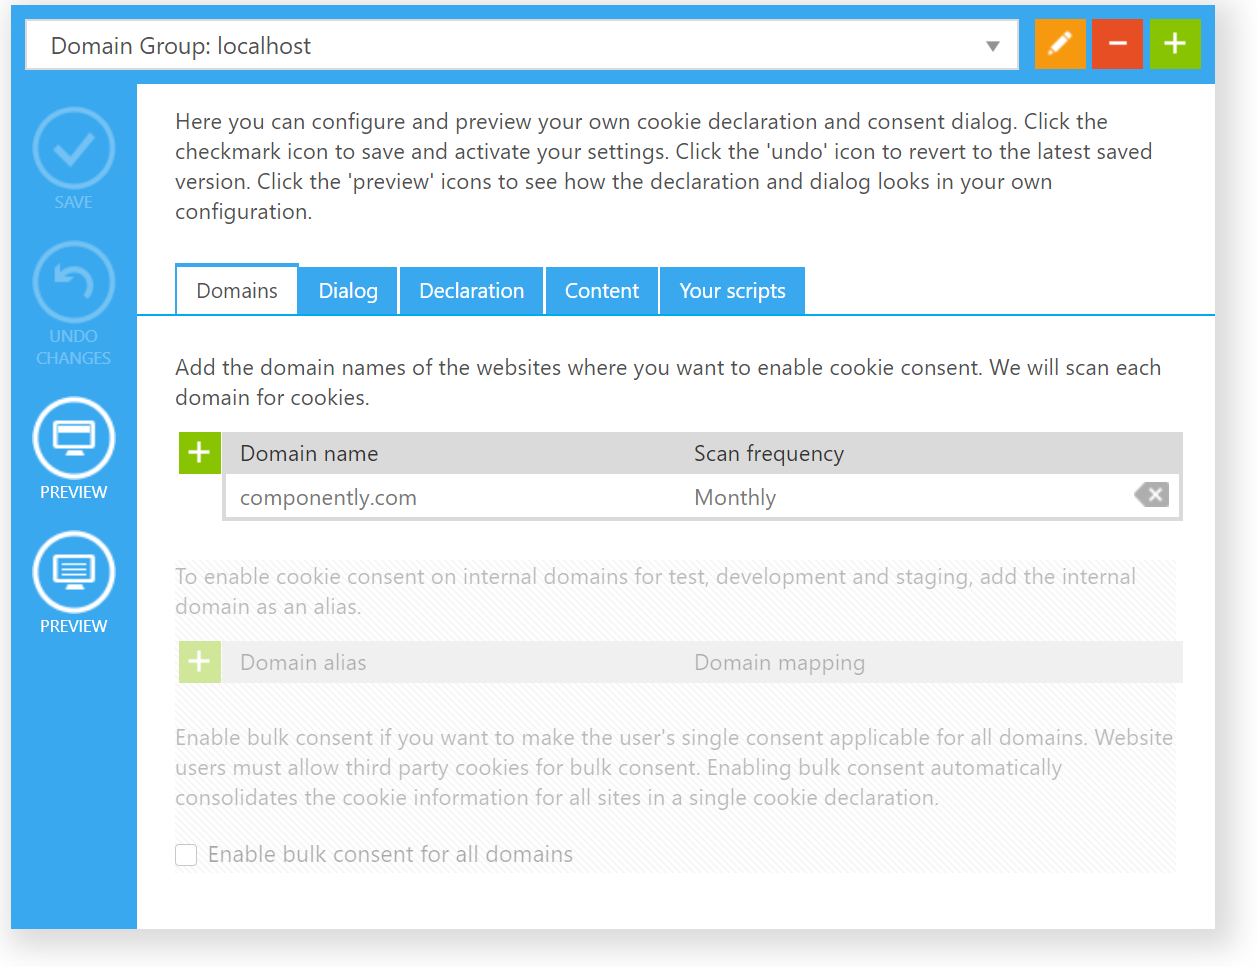 Domain Group: localhost
SAVE
UNDO
CHANGES
PREVIEW
PREVIEW
Here you can configure and preview your own cookie declaration and consent dialog. Click the
checkmark icon to save and activate your settings. Click the 'undo' icon to revert to the latest saved
version. Click the 'preview' icons to see how the declaration and dialog looks in your own
configuration.
Domains Dialog Declaration Content Your scripts
Add the domain names of the websites where you want to enable cookie consent. We will scan each
domain for cookies.
Domain name Scan frequency
componently.com Monthly
To enable cookie consent on internal domains for test, development and staging, add the internal
domain as an alias.
Domain alias Domain mapping
Enable bulk consent if you want to make the user's single consent applicable for all domains. Website
users must allow third party cookies for bulk consent. Enabling bulk consent automatically
consolidates the cookie information for all sites in a single cookie declaration.
Enable bulk consent for all domains